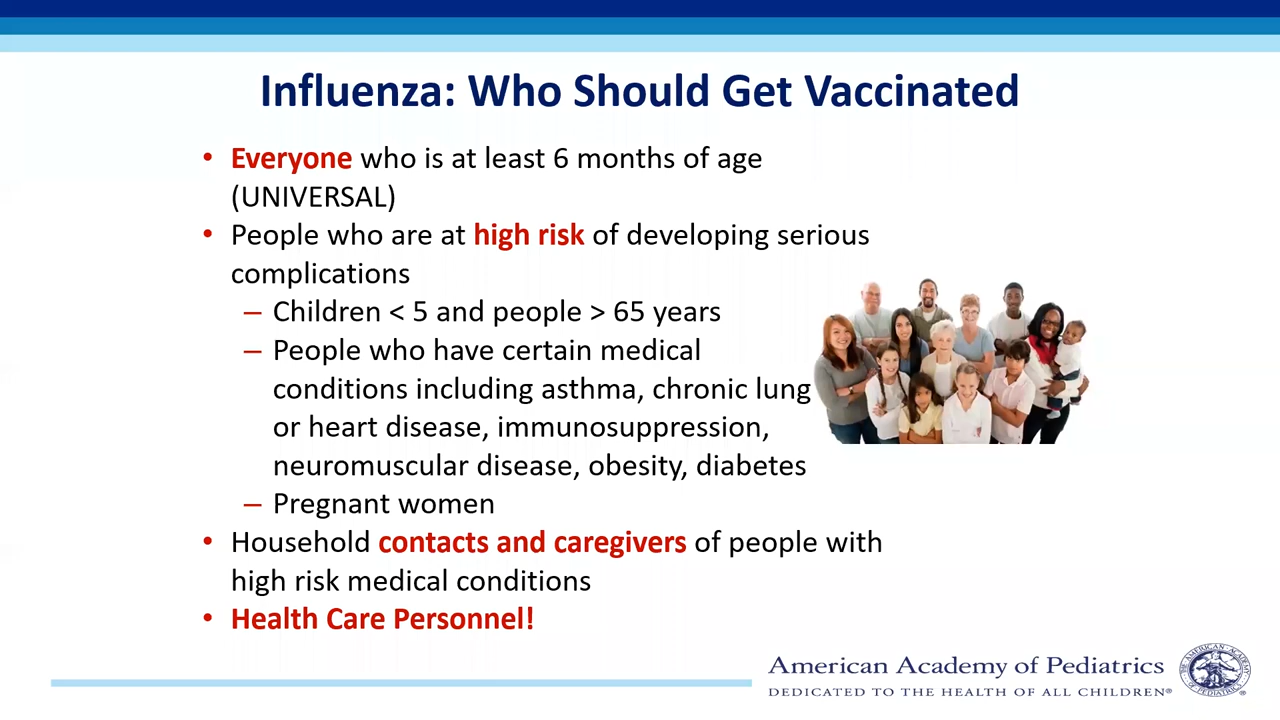 Influenza: Who Should Get Vaccinated
• Everyone who is at least 6 months of age
(UNIVERSAL)
• People who are at high risk of developing serious
complications
– Children < 5 and people > 65 years
– People who have certain medical
conditions including asthma, chronic lung
or heart disease, immunosuppression,
neuromuscular disease, obesity, diabetes
– Pregnant women
• Household contacts and caregivers of people with
high risk medical conditions
• Health Care Personnel!
American Academy of Pediatrics
DEDICATED TO THE HEALTH OF ALL CHILDREN®
AMERICAN ACADEMY
OF PEDIATRICS
®